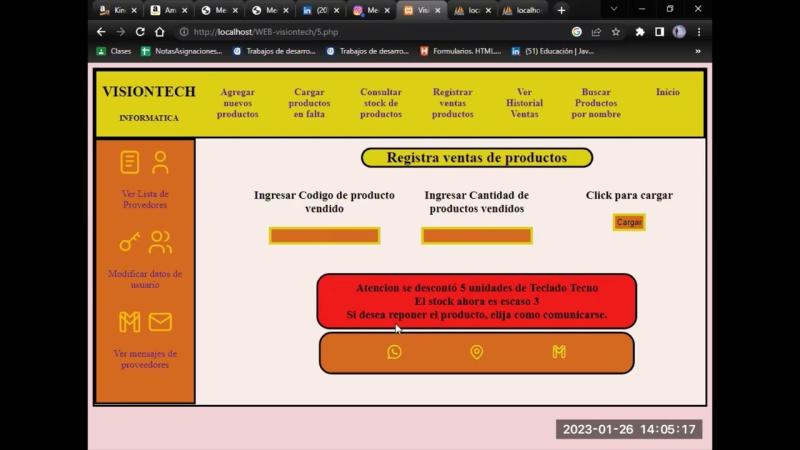 Kin
Am
Me
Me
(20)
Me
Visi
loca
localhos
http://localhost/WEB-visiontech/5.php
Clases
NotasAsignaciones...
Trabajos de desarro...
Trabajos de desarro...
Formularios. HTML....
(51) Educación | Jav...
VISIONTECH
INFORMATICA
Agregar
nuevos
productos
Cargar
productos
en falta
Consultar
stock de
productos
Registrar
ventas
productos
Ver
Historial
Ventas
Buscar
Productos
por nombre
Inicio
Ver Lista de
Provedores
Modificar datos de
usuario
Ver mensajes de
proveedores
Registra ventas de productos
Ingresar Codigo de producto
vendido
Ingresar Cantidad de
productos vendidos
Click para cargar
Cargar
Atencion se descontó 5 unidades de Teclado Tecno
El stock ahora es escaso 3
Si desea reponer el producto, elija como comunicarse.
2023-01-26 14:05:17